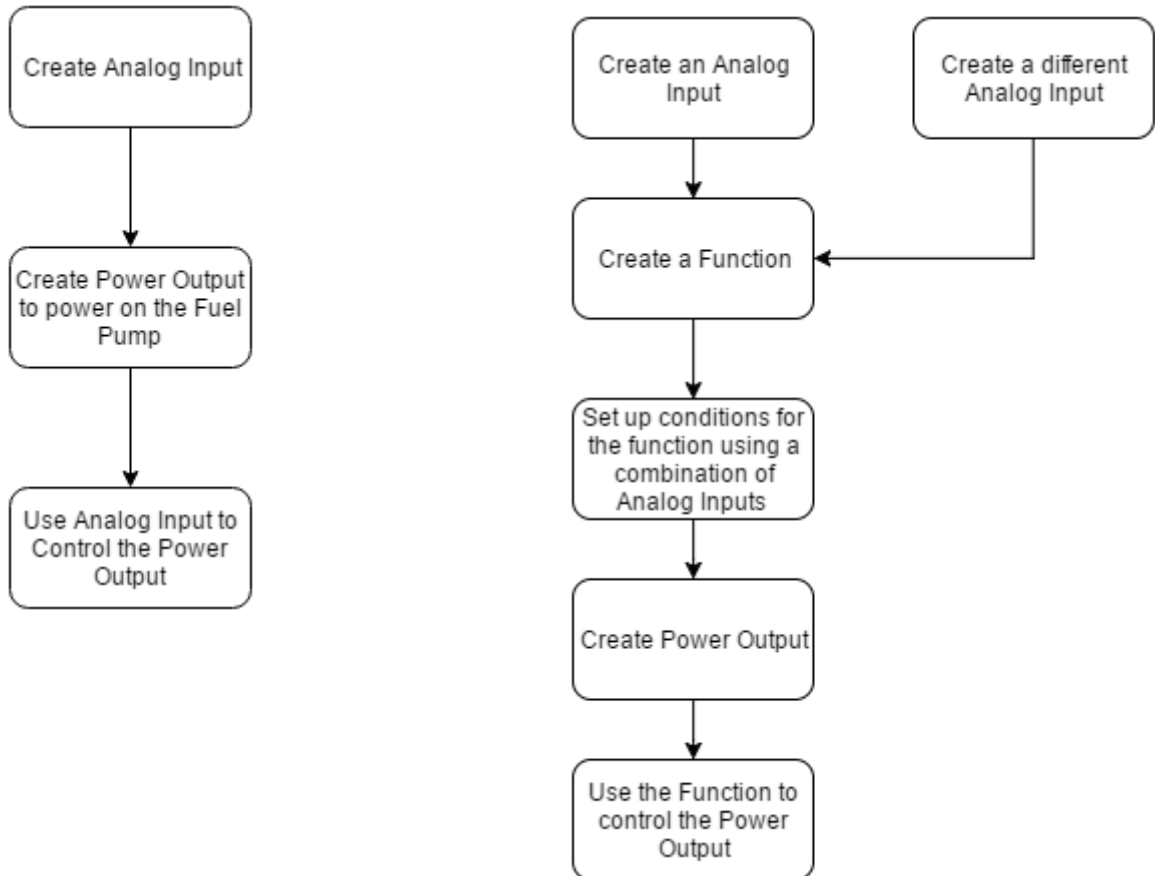 Create Analog Input
Create Power Output
to power on the Fuel
Pump
Use Analog Input to
Control the Power
Output
Create an Analog
Input
Create a different
Analog Input
Create a Function
Set up conditions for
the function using a
combination of
Analog Inputs
Create Power Output
Use the Function to
control the Power
Output